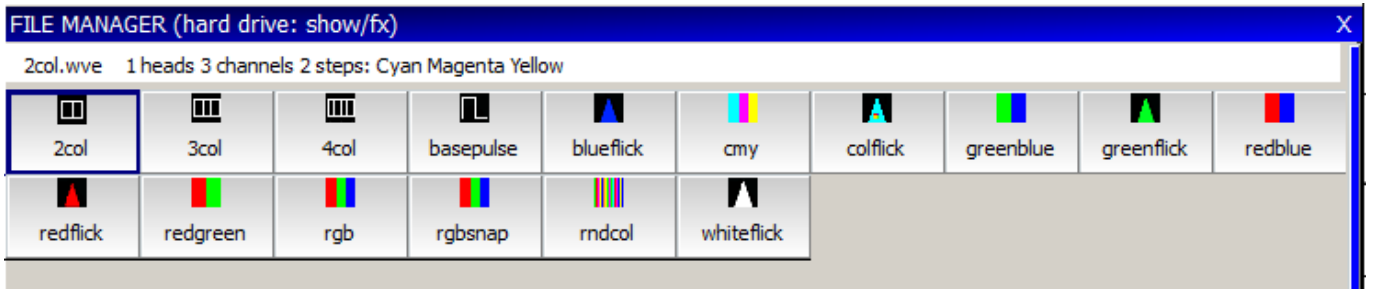 FILE MANAGER (hard drive: show/fx) X
2col.wve 1 heads 3 channels 2 steps: Cyan Magenta Yellow
2col 3col 4col basepulse blueflick cmy colflick greenblue greenflick redblue
redflick redgreen rgb rgbsnap rndcol whiteflick